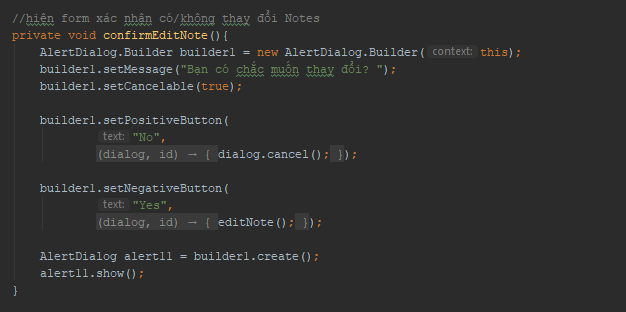 //hiện form xác nhận có/không thay đổi Notes
private void confirmEditNote(){
AlertDialog.Builder builder1 = new AlertDialog.Builder( context: this);
builder1.setMessage("Bạn có chắc muốn thay đổi? ");
builder1.setCancelable(true);
builder1.setPositiveButton(
text: "No",
(dialog, id) → { dialog.cancel(); });
builder1.setNegativeButton(
text: "Yes",
(dialog, id) → { editNote(); });
AlertDialog alert11 = builder1.create();
alert11.show();
}